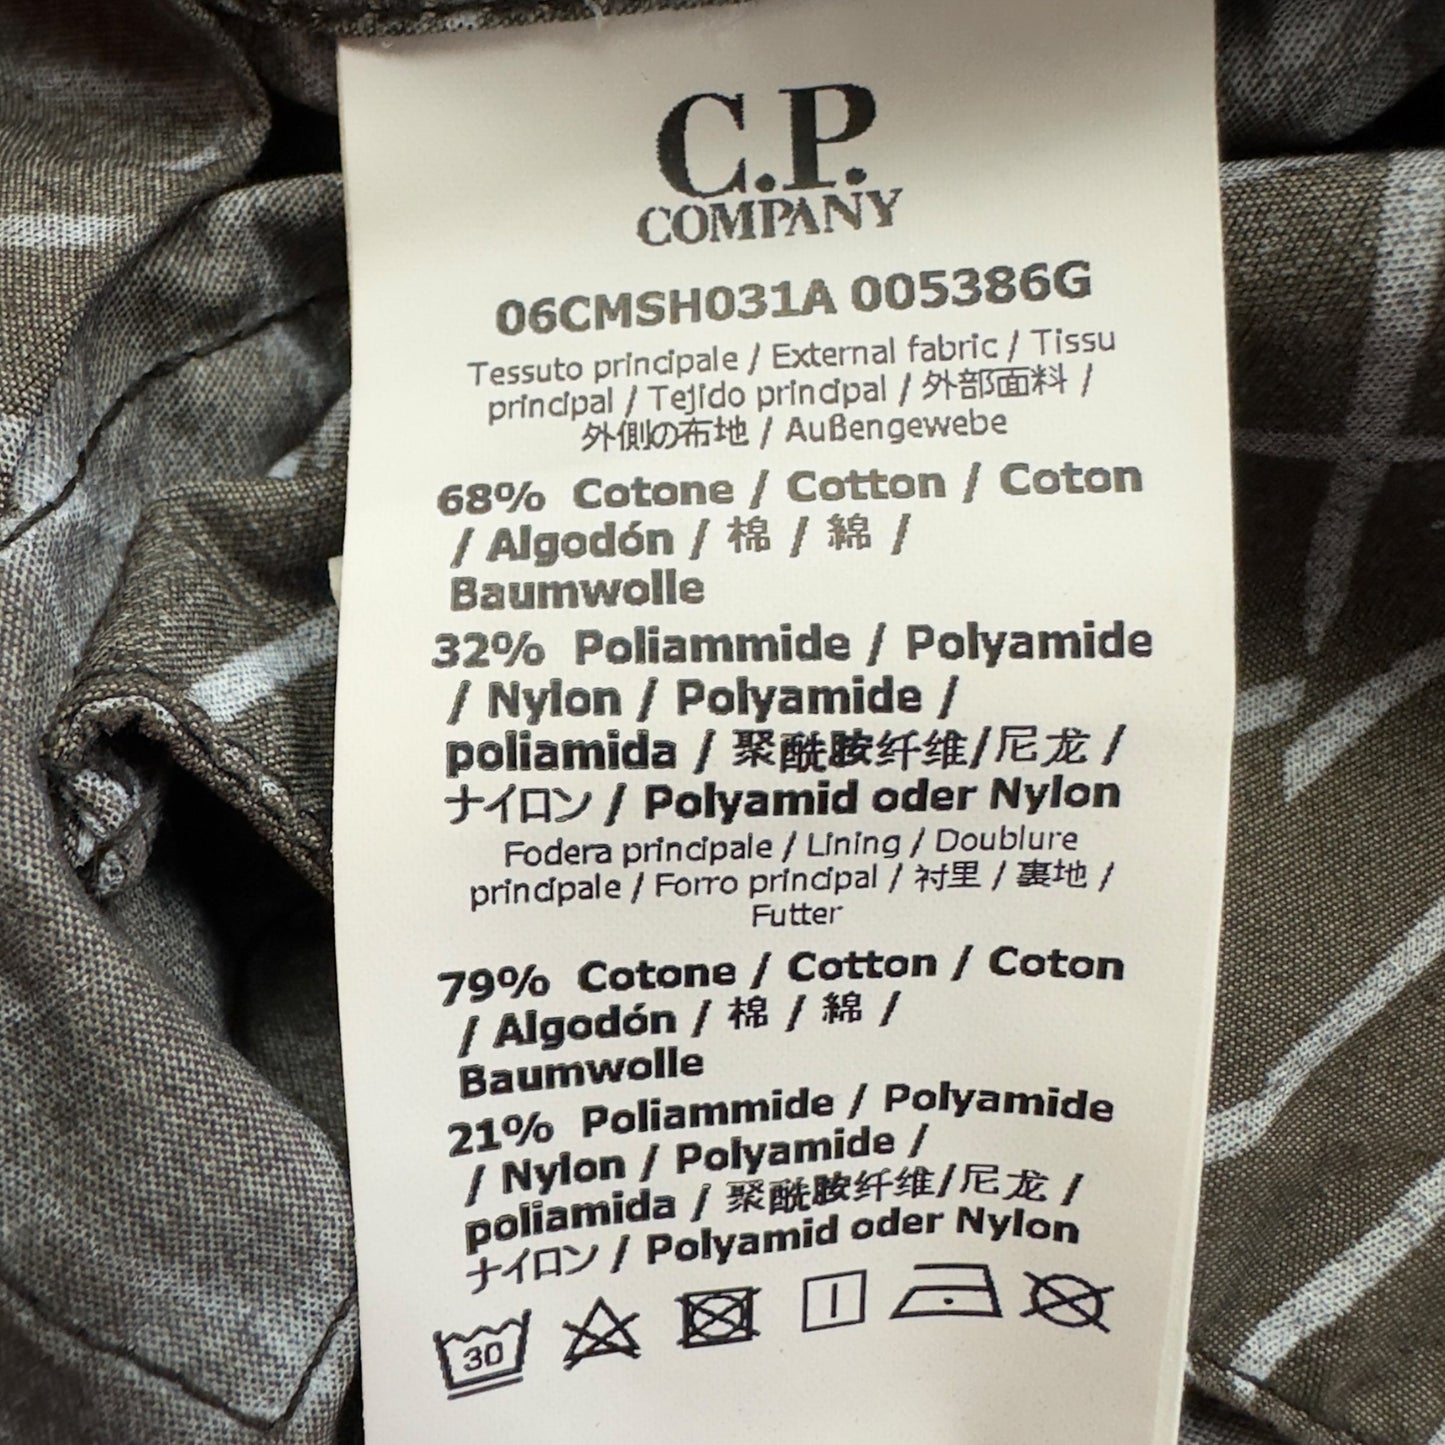 C.P.
COMPANY
06CMSH031A 005386G
Tessuto principale / External fabric / Tissu
principal / Tejido principal / 外部面料 /
外側の布地 / Außengewebe
68% Cotone / Cotton / Coton
/ Algodón / 棉 / 綿 /
Baumwolle
32% Poliammide / Polyamide
/ Nylon / Polyamide /
poliamida / 聚酰胺纤维/尼龙 /
ナイロン / Polyamid oder Nylon
Fodera principale / Lining / Doublure
principale / Forro principal / 衬里 / 裏地 /
Futter
79% Cotone / Cotton / Coton
/ Algodón / 棉 / 綿 /
Baumwolle
21% Poliammide / Polyamide
/ Nylon / Polyamide /
poliamida / 聚酰胺纤维/尼龙 /
ナイロン / Polyamid oder Nylon
30